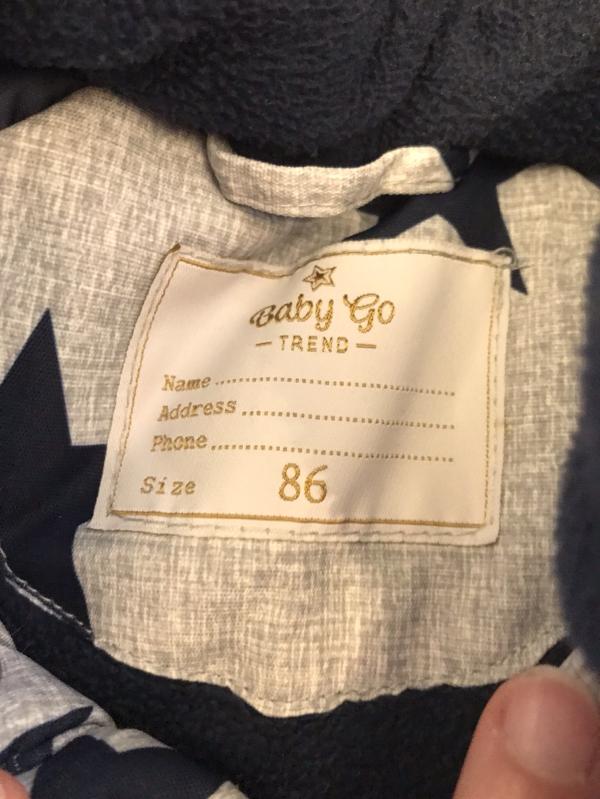 Baby Go
TREND
Name
Address
Phone
Size 86